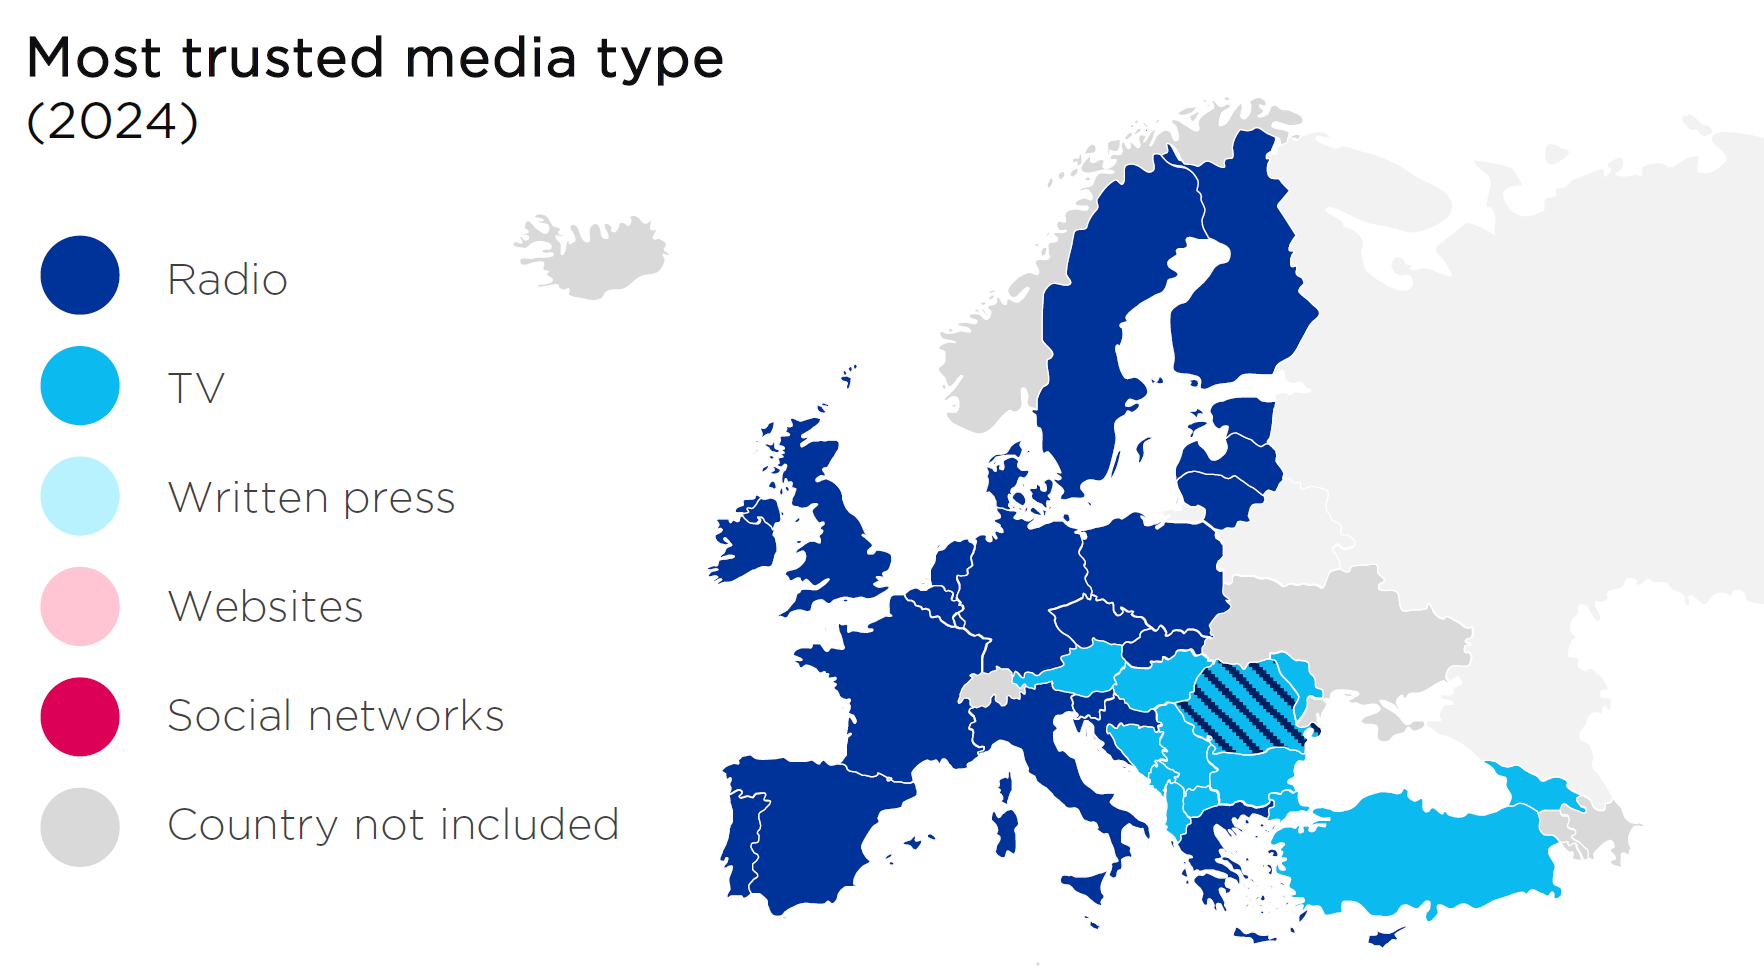 Most trusted media type
(2024)
Radio
TV
Written press
Websites
Social networks
Country not included